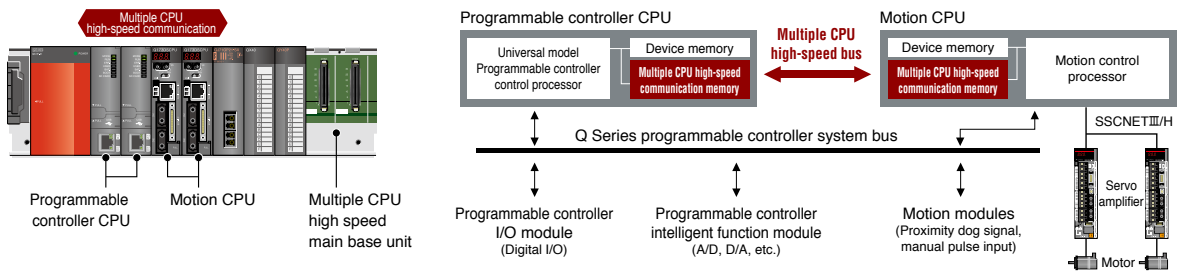 Multiple CPU
high-speed communication
Programmable
controller CPU
Motion CPU
Multiple CPU
high speed
main base unit
Programmable controller CPU
Universal model
Programmable controller
control processor
Device memory
Multiple CPU high-speed
communication memory
Multiple CPU
high-speed bus
Motion CPU
Device memory
Multiple CPU high-speed
communication memory
Motion control
processor
SSCNETⅢ/H
Q Series programmable controller system bus
Programmable controller
I/O module
(Digital I/O)
Programmable controller
intelligent function module
(A/D, D/A, etc.)
Motion modules
(Proximity dog signal,
manual pulse input)
Servo
amplifier
Motor